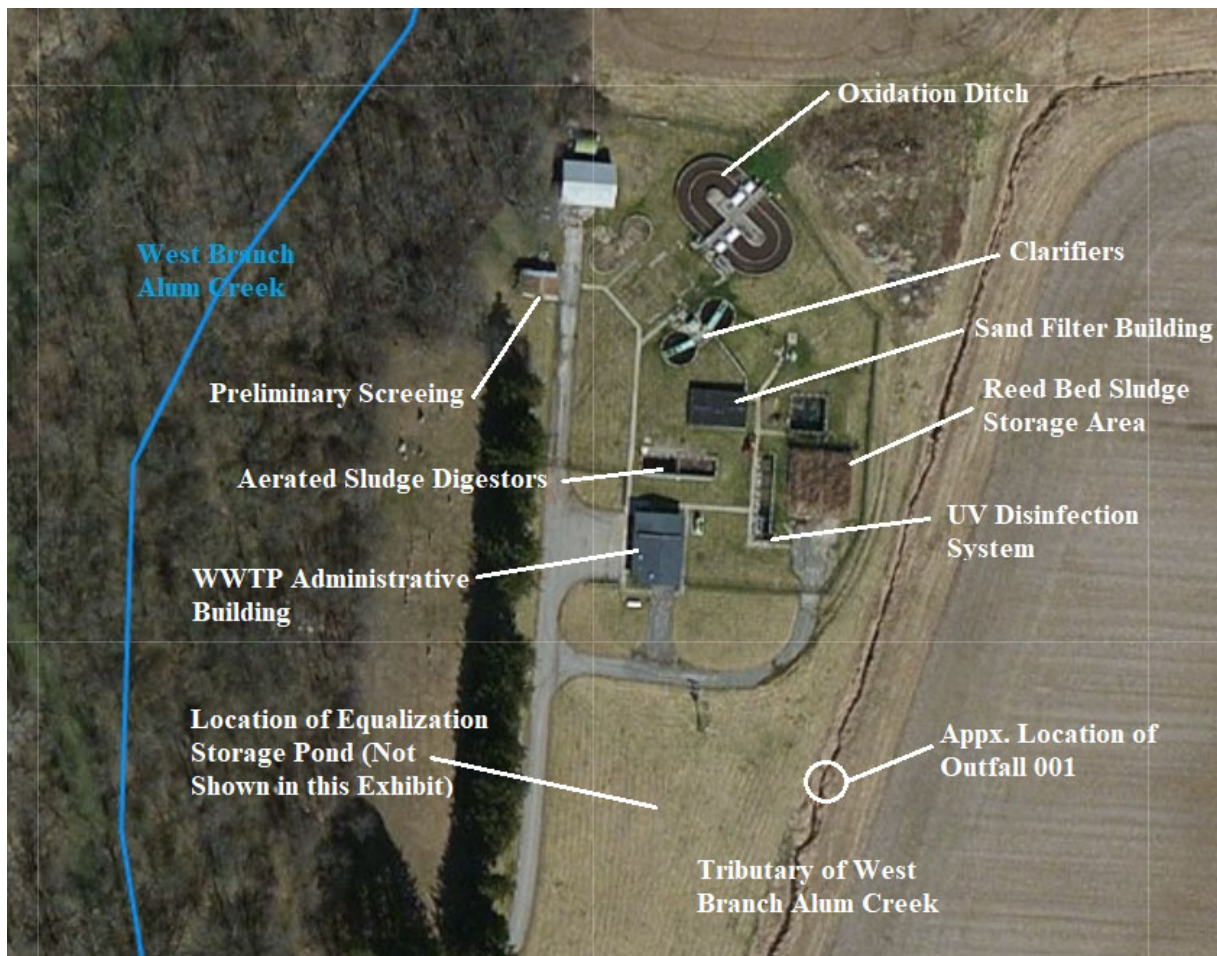 Oxidation Ditch
West Branch
Alum Creek
Clarifiers
Sand Filter Building
Preliminary Screeing
Reed Bed Sludge
Storage Area
Aerated Sludge Digestors
UV Disinfection
System
WWTP Administrative
Building
Location of Equalization
Storage Pond (Not
Shown in this Exhibit)
Appx. Location of
Outfall 001
Tributary of West
Branch Alum Creek